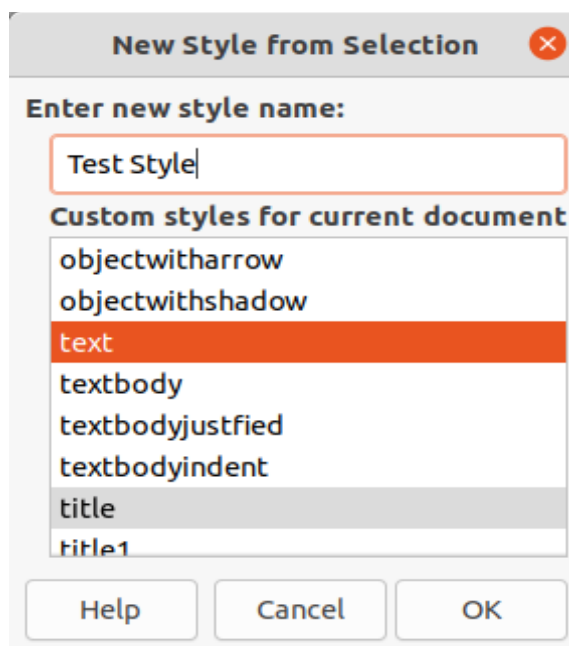 New Style from Selection
Enter new style name:
Test Style
Custom styles for current document
objectwitharrow
objectwithshadow
text
textbody
textbodyjustfied
textbodyindent
title
title1
Help Cancel OK